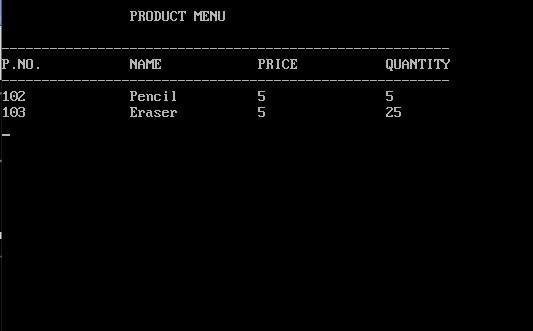 PRODUCT MENU
P.NO. NAME PRICE QUANTITY
102 Pencil 5 5
103 Eraser 5 25